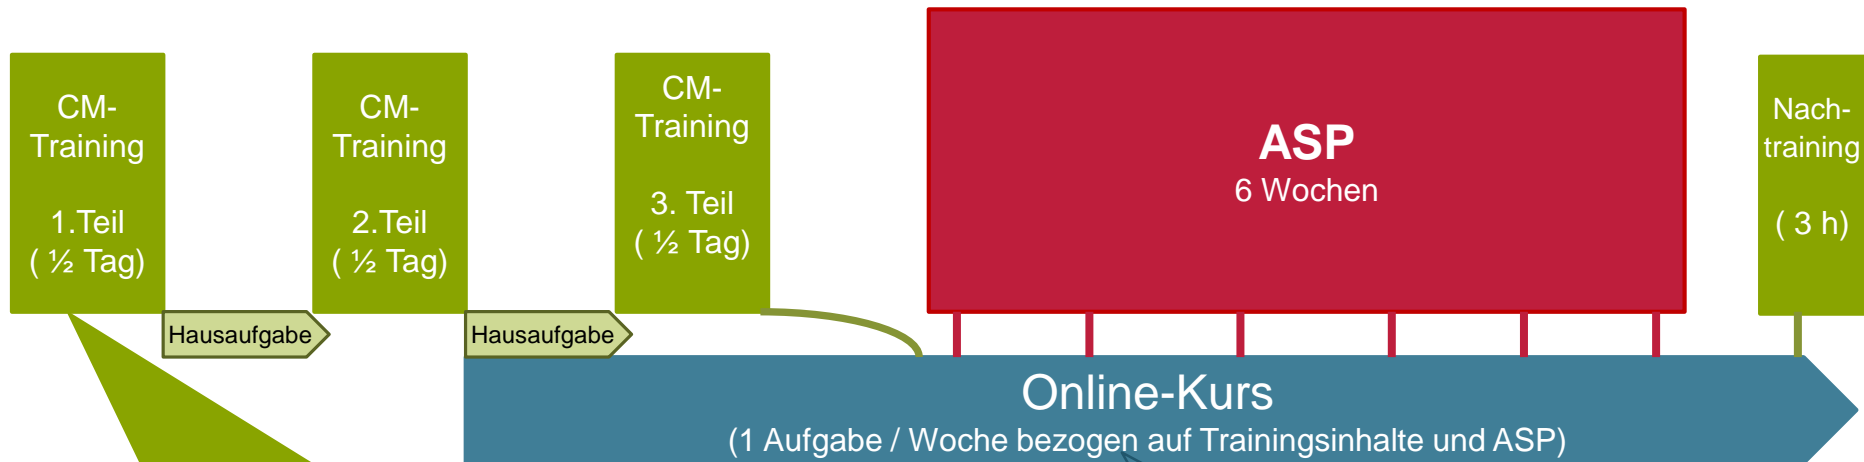 CM-
Training
1.Teil
( ½ Tag)
Hausaufgabe
CM-
Training
2.Teil
( ½ Tag)
Hausaufgabe
CM-
Training
3. Teil
( ½ Tag)
ASP
6 Wochen
Nach-
training
( 3 h)
Online-Kurs
(1 Aufgabe / Woche bezogen auf Trainingsinhalte und ASP)